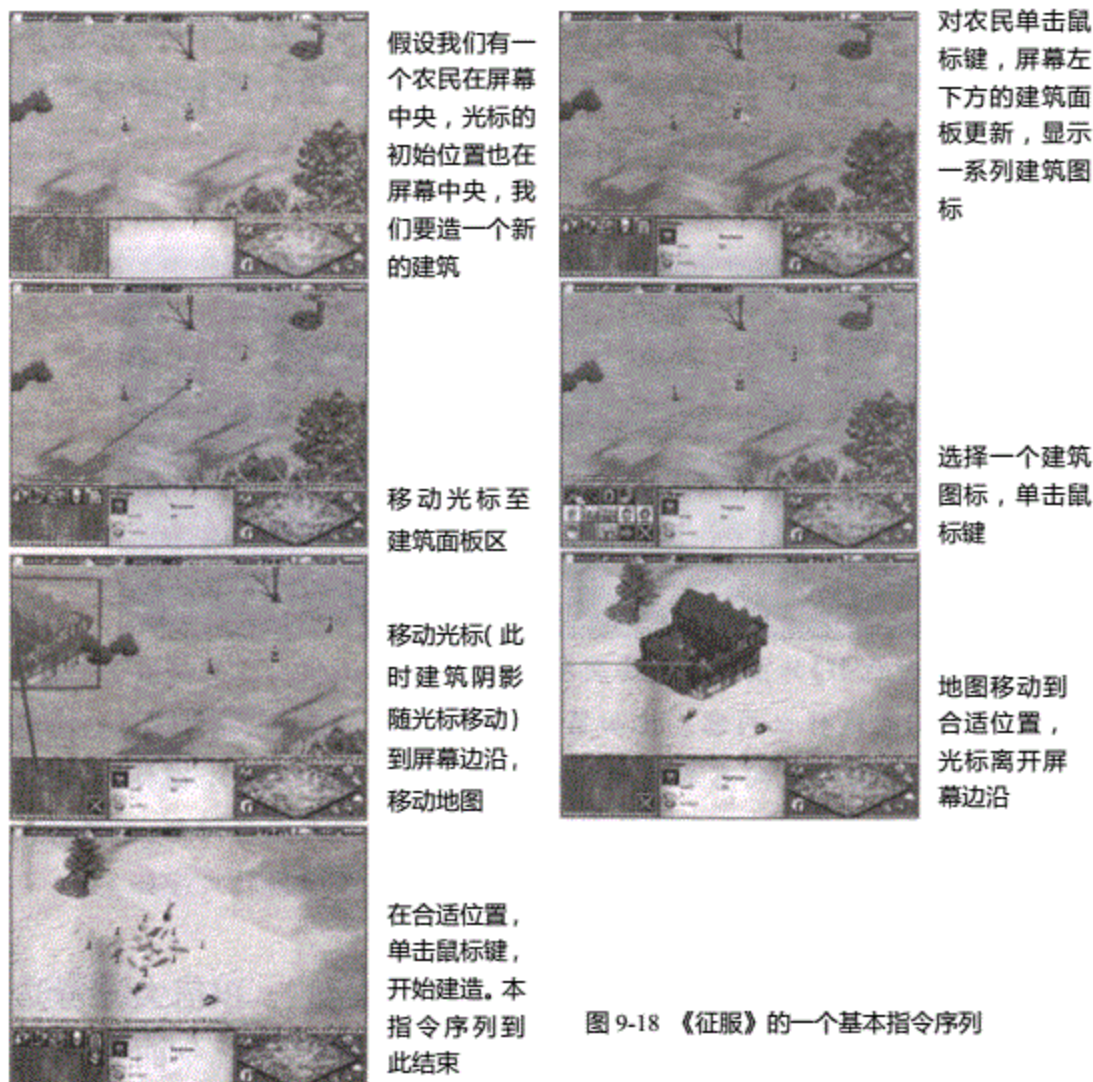 假设我们有一
个农民在屏幕
中央，光标的
初始位置也在
屏幕中央，我
们要造一个新
的建筑
对农民单击鼠
标键，屏幕左
下方的建筑面
板更新，显示
一系列建筑图
标
移动光标至
建筑面板区
选择一个建筑
图标，单击鼠
标键
移动光标(此
时建筑阴影
随光标移动)
到屏幕边沿，
移动地图
地图移动到
合适位置，
光标离开屏
幕边沿
在合适位置，
单击鼠标键，
开始建造。本
指令序列到
此结束
图 9-18 《征服》的一个基本指令序列